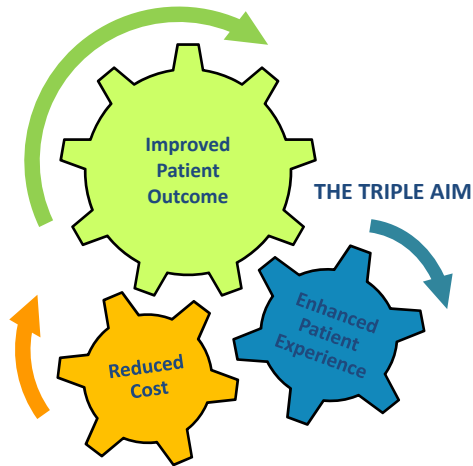 Improved
Patient
Outcome
THE TRIPLE AIM
Enhanced
Patient
Experience
Reduced
Cost